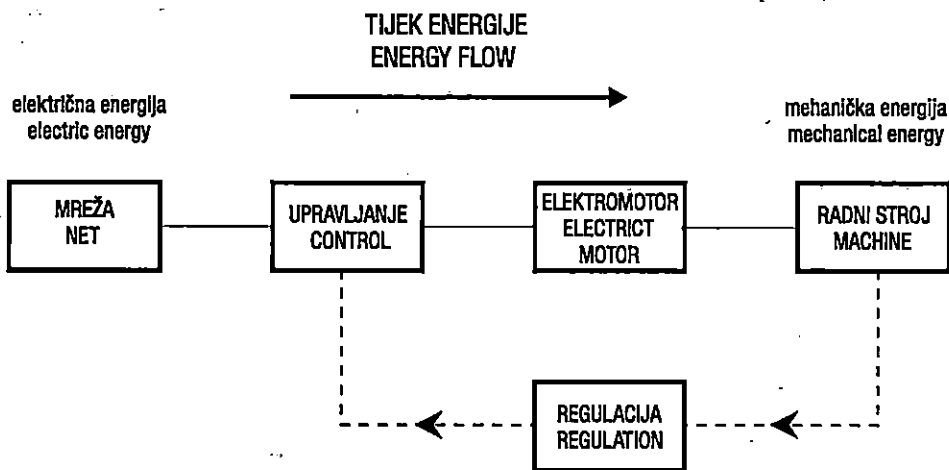 TIJEK ENERGIJE
ENERGY FLOW
električna energija
electric energy
mehanička energija
mechanical energy
MREŽA
NET
UPRAVLJANJE
CONTROL
ELEKTROMOTOR
ELECTRICT
MOTOR
RADNI STROJ
MACHINE
REGULACIJA
REGULATION